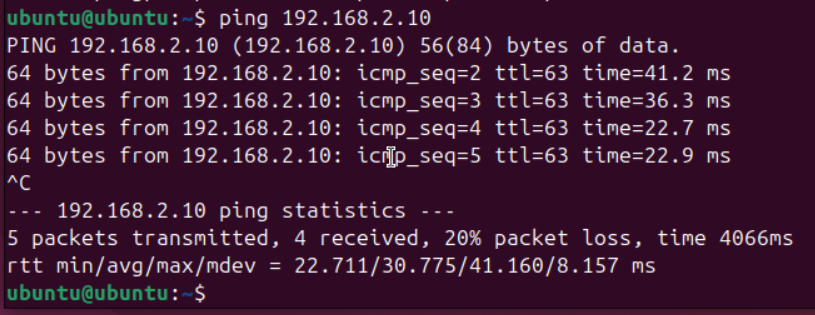 ubuntu@ubuntu:~$ ping 192.168.2.10
PING 192.168.2.10 (192.168.2.10) 56(84) bytes of data.
64 bytes from 192.168.2.10: icmp_seq=2 ttl=63 time=41.2 ms
64 bytes from 192.168.2.10: icmp_seq=3 ttl=63 time=36.3 ms
64 bytes from 192.168.2.10: icmp_seq=4 ttl=63 time=22.7 ms
64 bytes from 192.168.2.10: icmp_seq=5 ttl=63 time=22.9 ms
^C
--- 192.168.2.10 ping statistics ---
5 packets transmitted, 4 received, 20% packet loss, time 4066ms
rtt min/avg/max/mdev = 22.711/30.775/41.160/8.157 ms
ubuntu@ubuntu:~$